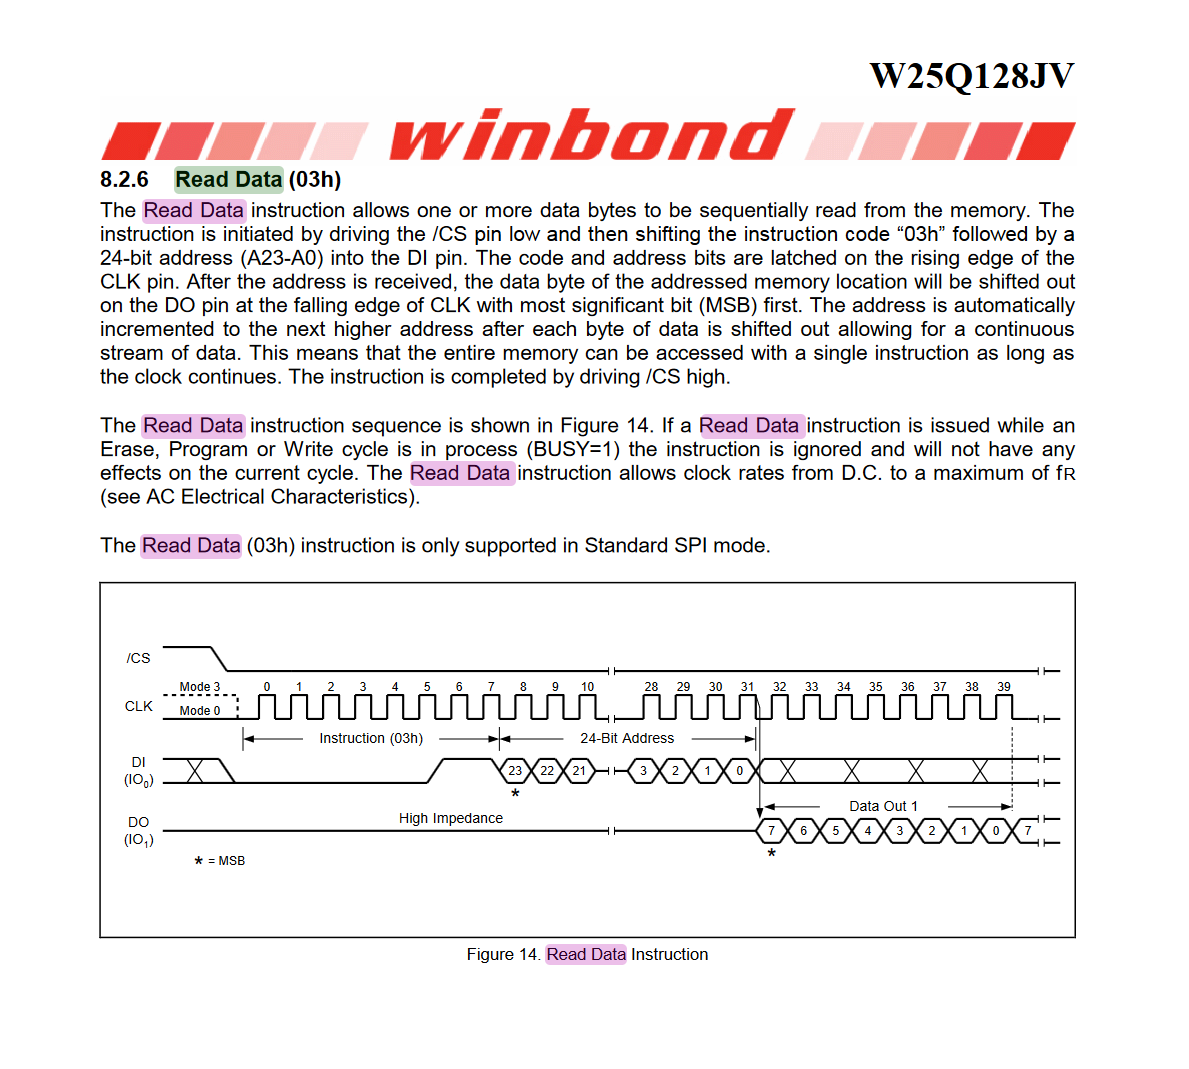 W25Q128JV
winbond
8.2.6 Read Data (03h)
The Read Data instruction allows one or more data bytes to be sequentially read from the memory. The
instruction is initiated by driving the /CS pin low and then shifting the instruction code “03h” followed by a
24-bit address (A23-A0) into the DI pin. The code and address bits are latched on the rising edge of the
CLK pin. After the address is received, the data byte of the addressed memory location will be shifted out
on the DO pin at the falling edge of CLK with most significant bit (MSB) first. The address is automatically
incremented to the next higher address after each byte of data is shifted out allowing for a continuous
stream of data. This means that the entire memory can be accessed with a single instruction as long as
the clock continues. The instruction is completed by driving /CS high.
The Read Data instruction sequence is shown in Figure 14. If a Read Data instruction is issued while an
Erase, Program or Write cycle is in process (BUSY=1) the instruction is ignored and will not have any
effects on the current cycle. The Read Data instruction allows clock rates from D.C. to a maximum of fR
(see AC Electrical Characteristics).
The Read Data (03h) instruction is only supported in Standard SPI mode.
/CS
Mode 3 0 1 2 3 4 5 6 7 8 9 10 28 29 30 31 32 33 34 35 36 37 38 39
CLK
Mode 0
Instruction (03h) 24-Bit Address
DI
(IO₀)
23 22 21 3 2 1 0
*
Data Out 1
High Impedance
DO
(IO₁)
7 6 5 4 3 2 1 0 7
*
* = MSB
Figure 14. Read Data Instruction